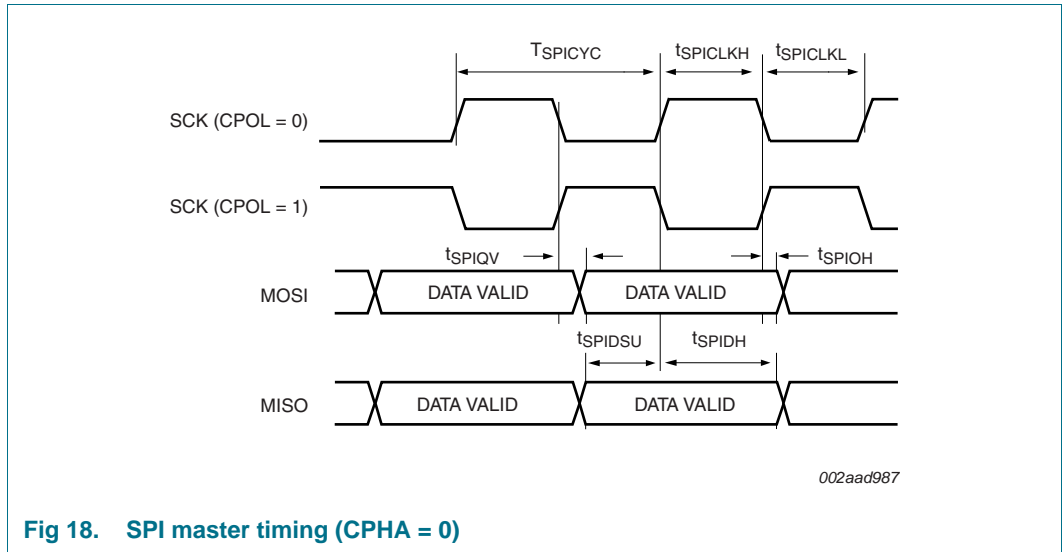 TSPICYC tSPICLKH tSPICLKL
SCK (CPOL = 0)
SCK (CPOL = 1)
tSPIQV tSPIOH
MOSI DATA VALID DATA VALID
tSPIDSU tSPIDH
MISO DATA VALID DATA VALID
002aad987
Fig 18. SPI master timing (CPHA = 0)